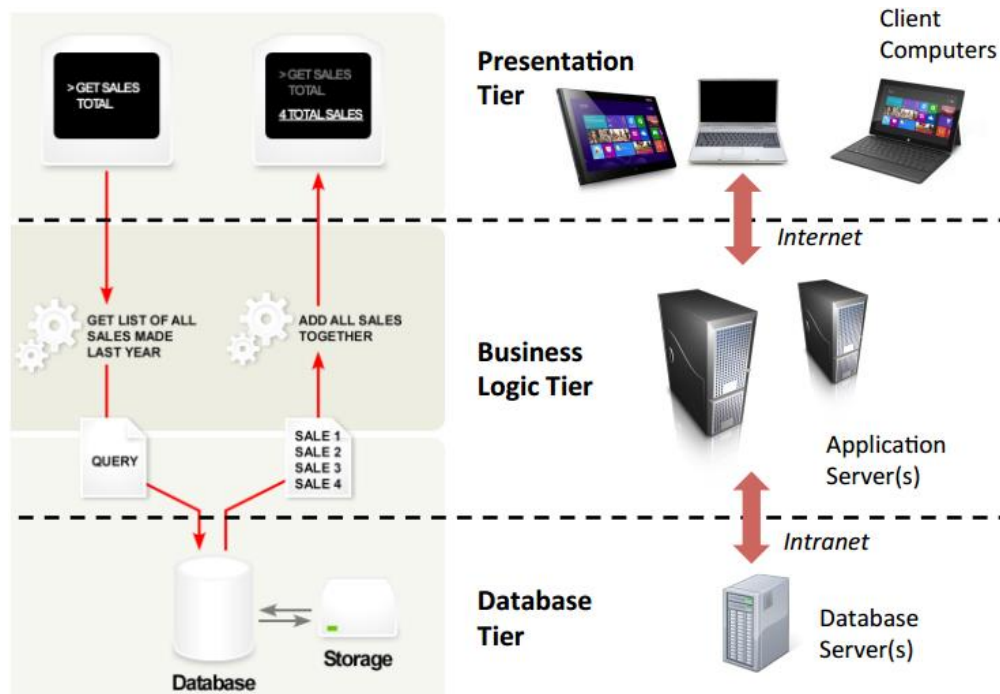 > GET SALES
TOTAL
> GET SALES
TOTAL
4 TOTAL SALES
Presentation
Tier
Client
Computers
Internet
GET LIST OF ALL
SALES MADE
LAST YEAR
ADD ALL SALES
TOGETHER
Business
Logic Tier
QUERY
SALE 1
SALE 2
SALE 3
SALE 4
Application
Server(s)
Intranet
Database
Storage
Database
Tier
Database
Server(s)